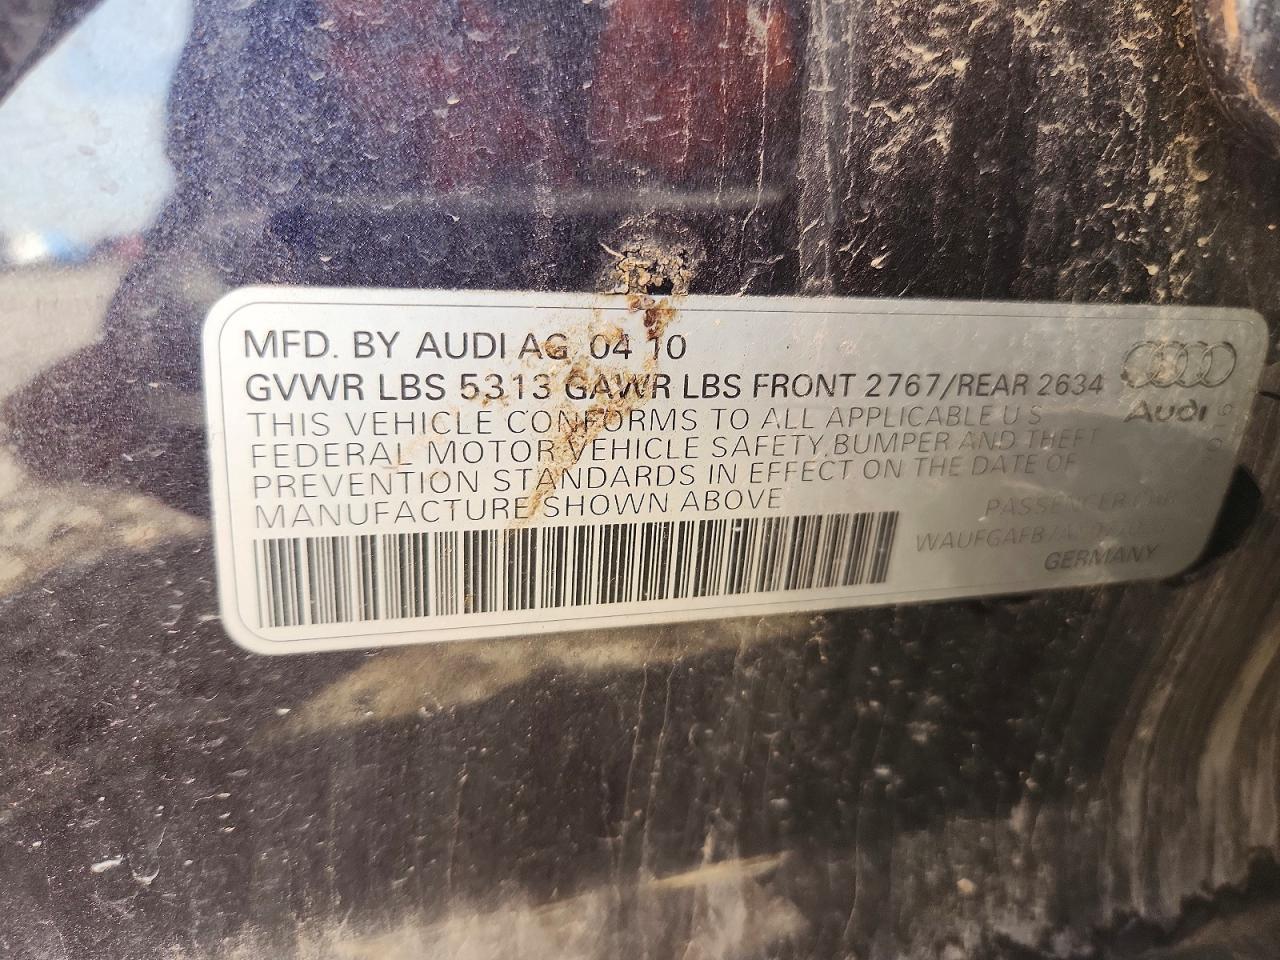 MFD. BY AUDI AG 04 10
GVWR LBS 5313 GAWR LBS FRONT 2767/REAR 2634
THIS VEHICLE CONFORMS TO ALL APPLICABLE U S
FEDERAL MOTOR VEHICLE SAFETY, BUMPER AND THEFT
PREVENTION STANDARDS IN EFFECT ON THE DATE OF
MANUFACTURE SHOWN ABOVE
Audi
PASSENGER
GERMANY